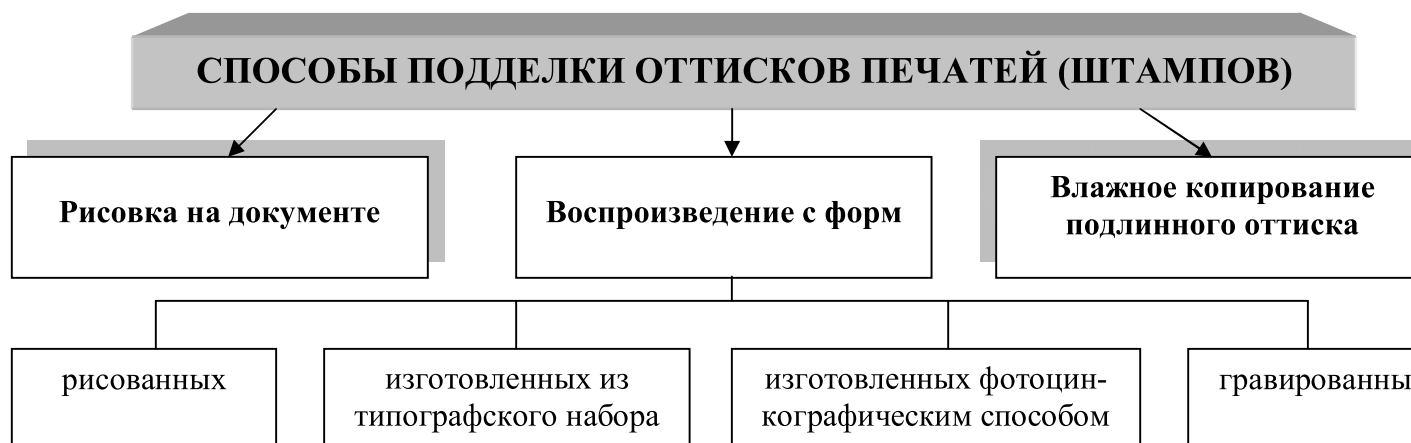 СПОСОБЫ ПОДДЕЛКИ ОТТИСКОВ ПЕЧАТЕЙ (ШТАМПОВ)
Рисовка на документе
Воспроизведение с форм
Влажное копирование
подлинного оттиска
рисованных
изготовленных из
типографского набора
изготовленных фотоцин-
кографическим способом
гравированны